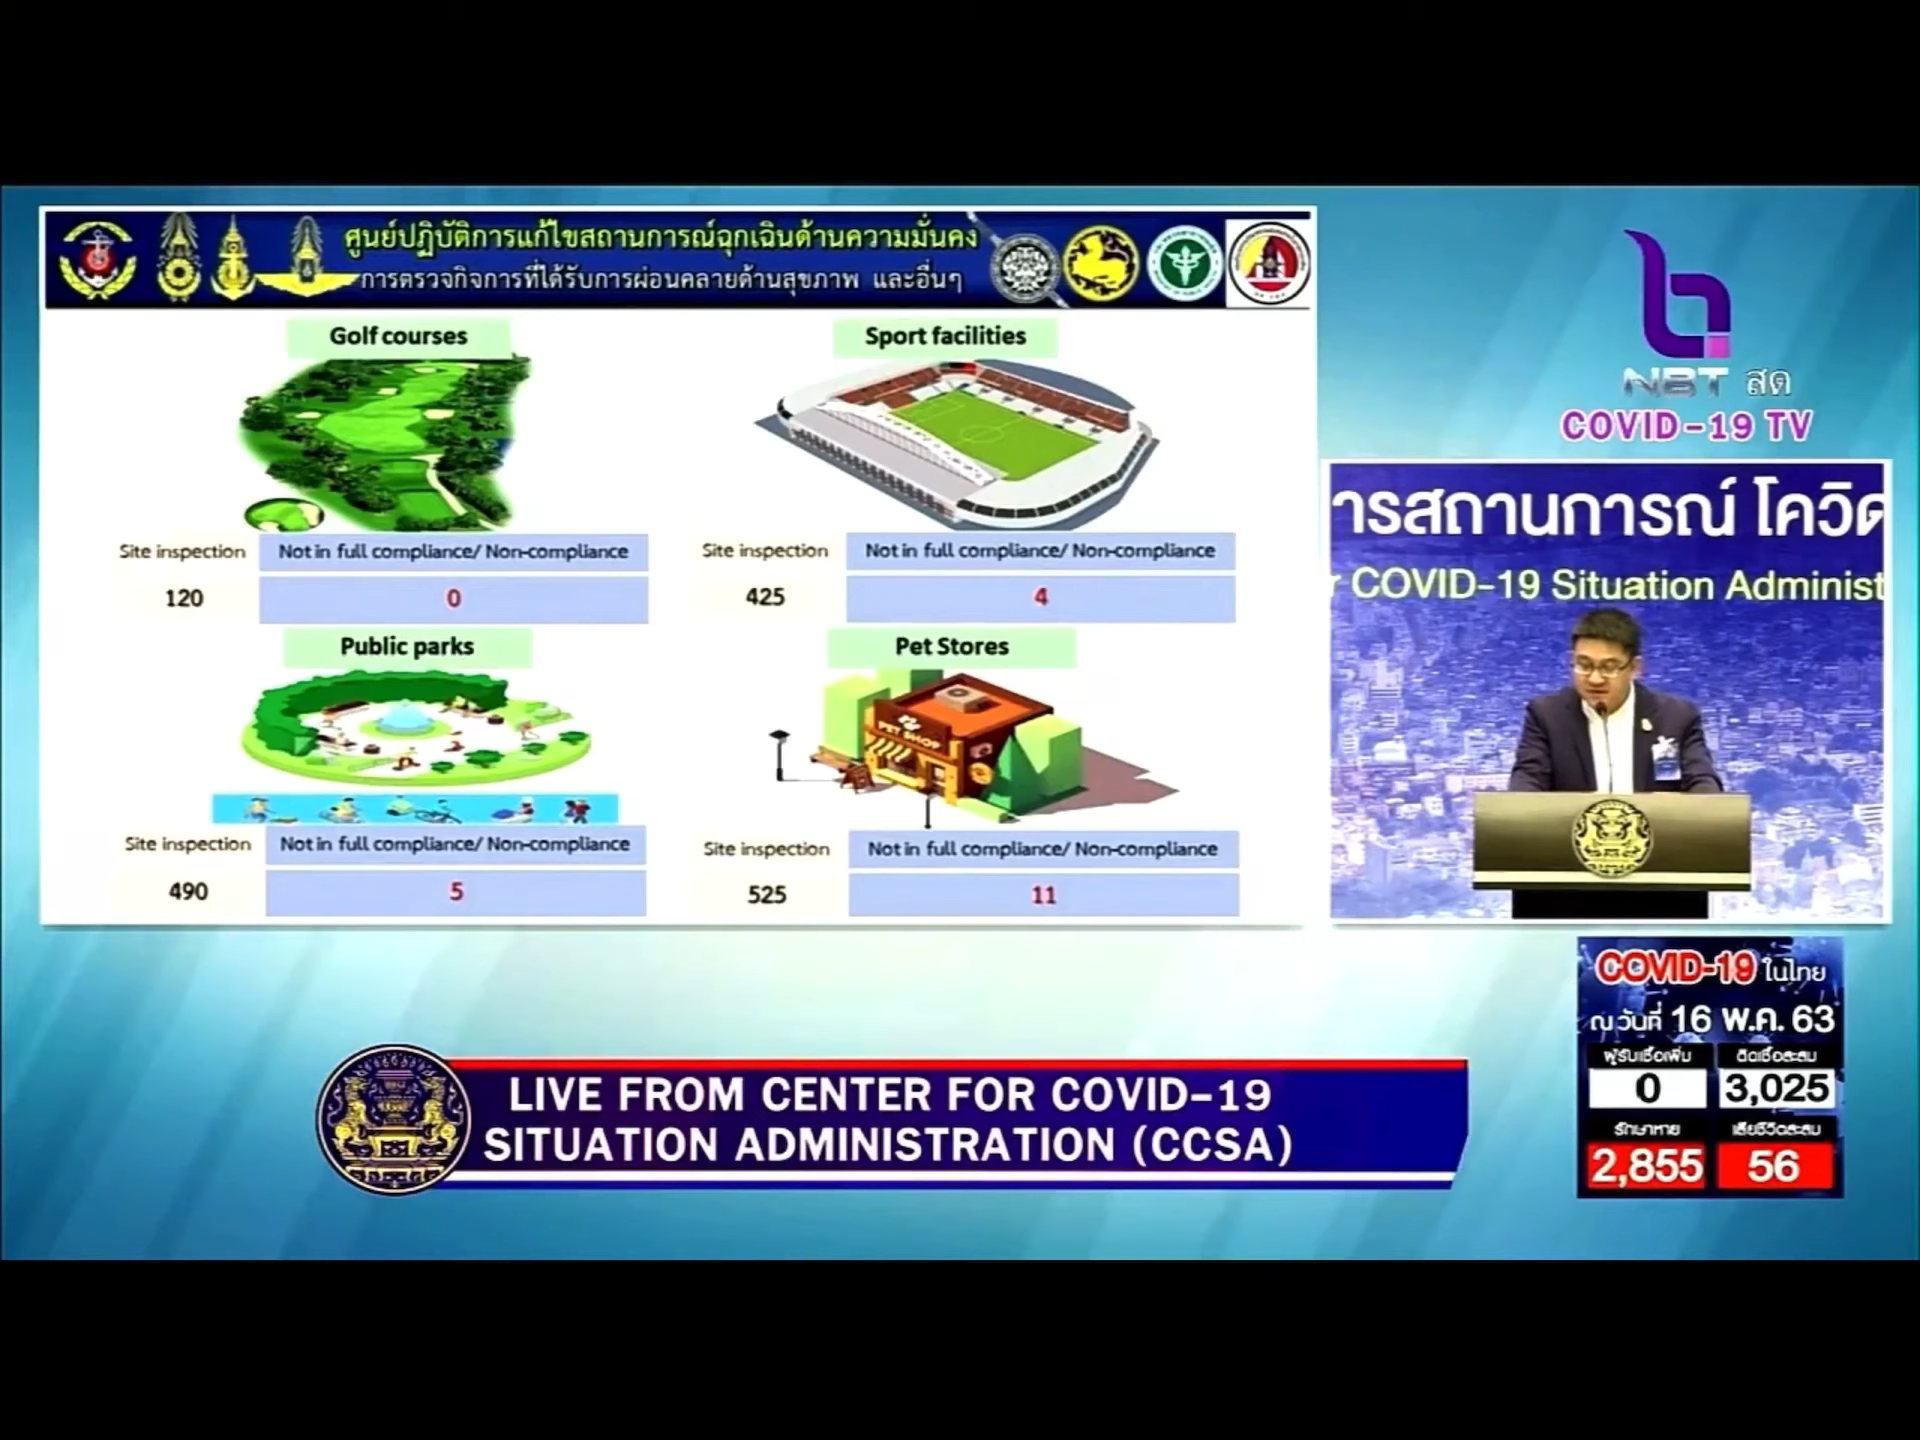 ศูนย์ปฏิบัติการแก้ไขสถานการณ์ฉุกเฉินด้านความมั่นคง
การตรวจกิจการที่ได้รับการผ่อนคลายด้านสุขภาพ และอื่นๆ
Golf courses
Site inspection
Not in full compliance/ Non-compliance
120
0
Sport facilities
Site inspection
Not in full compliance/ Non-compliance
425
4
Public parks
Site inspection
Not in full compliance/ Non-compliance
490
5
Pet Stores
PET SHOP
Site inspection
Not in full compliance/ Non-compliance
525
11
NBT สด
COVID-19 TV
ารสถานการณ์ โควิด
r COVID-19 Situation Administ
COVID-19 ในไทย
ณ วันที่ 16 พ.ค. 63
ผู้รับเชื้อเพิ่ม
ติดเชื้อสะสม
0
3,025
รักษาหาย
เสียชีวิตสะสม
2,855
56
LIVE FROM CENTER FOR COVID-19
SITUATION ADMINISTRATION (CCSA)